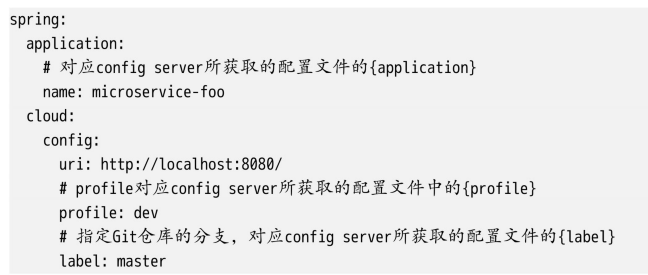 spring:
  application:
    # 对应config server所获取的配置文件的{application}
    name: microservice-foo
  cloud:
    config:
      uri: http://localhost:8080/
      # profile对应config server所获取的配置文件中的{profile}
      profile: dev
      # 指定Git仓库的分支，对应config server所获取的配置文件的{label}
      label: master